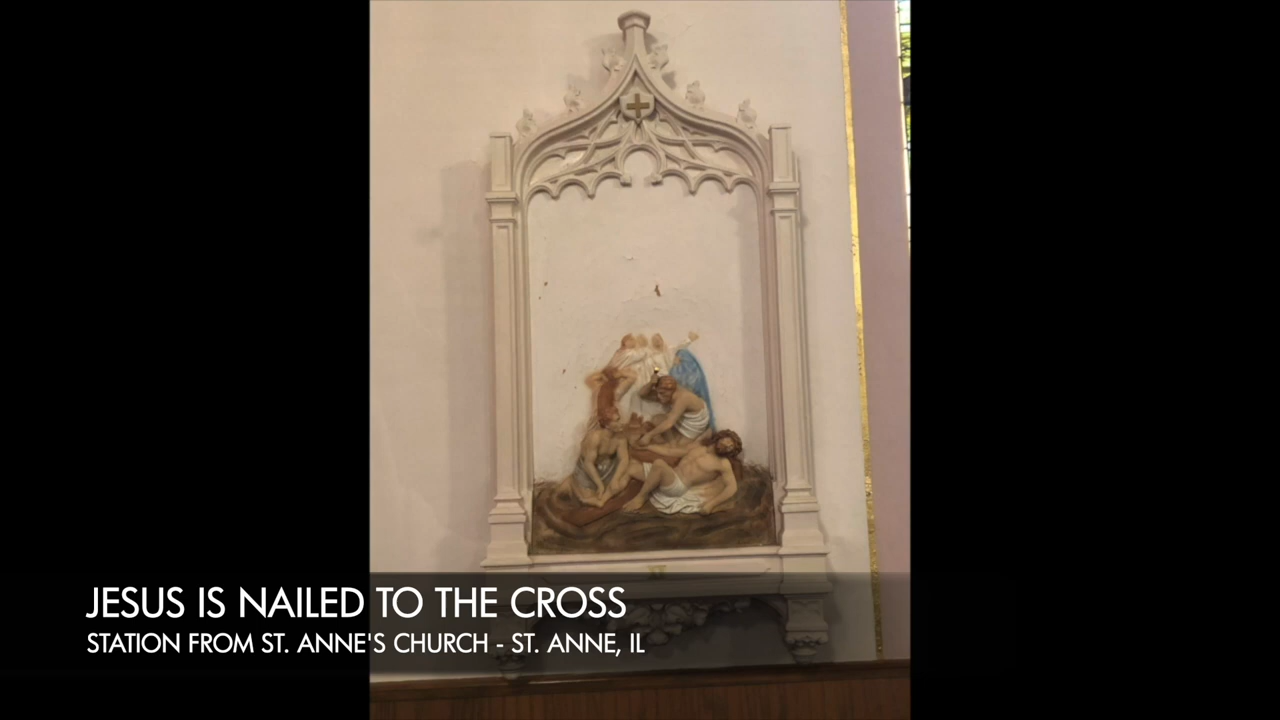 JESUS IS NAILED TO THE CROSS
STATION FROM ST. ANNE'S CHURCH - ST. ANNE, IL